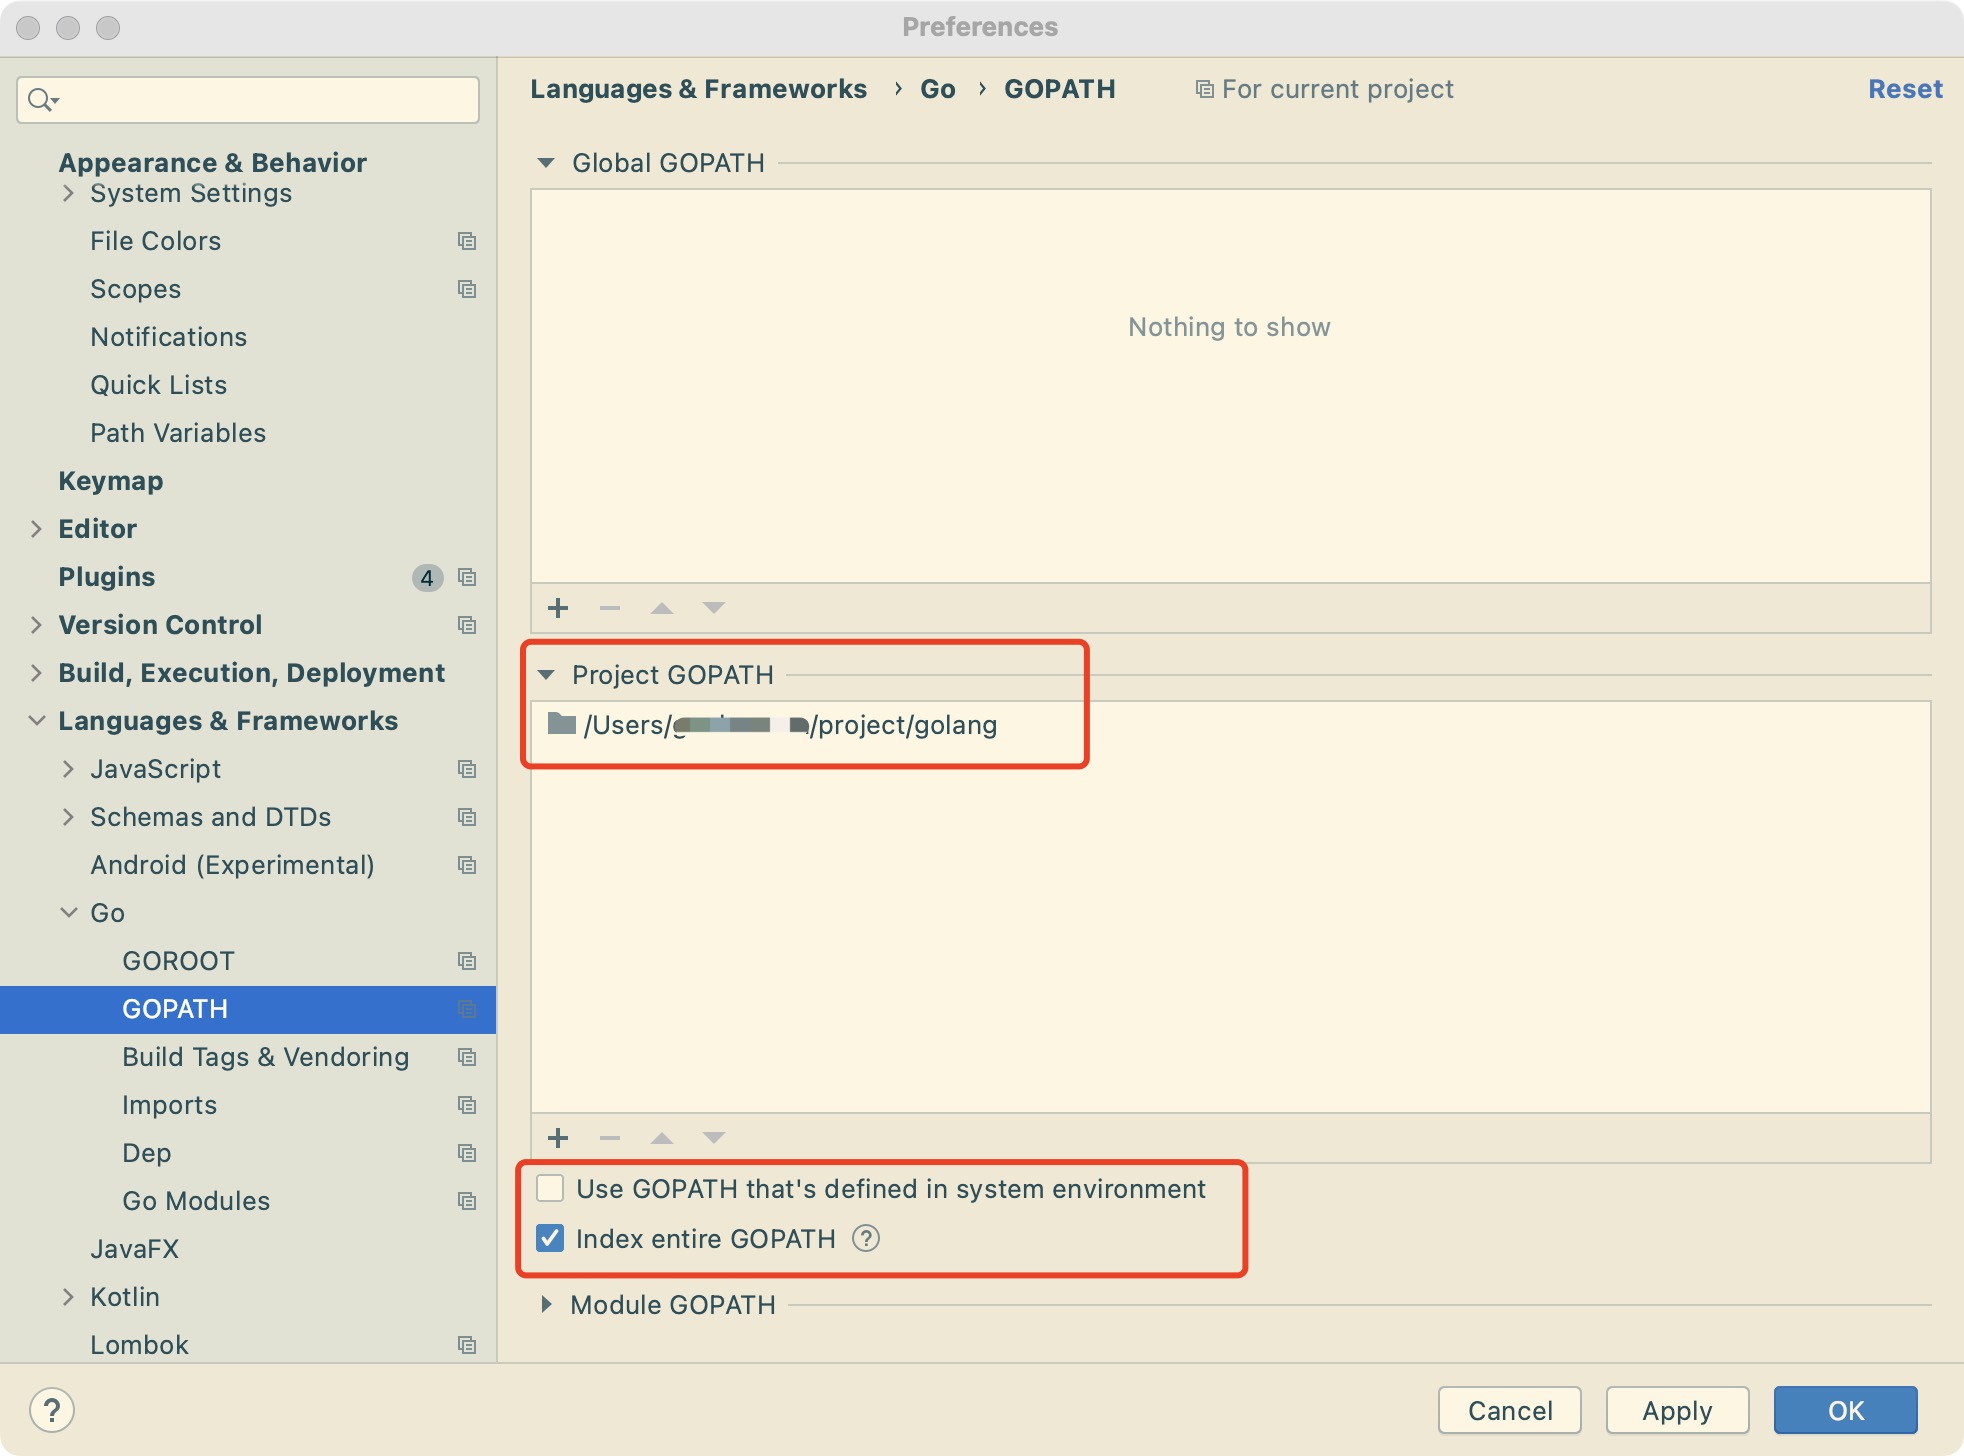 Preferences
Appearance & Behavior
System Settings
File Colors
Scopes
Notifications
Quick Lists
Path Variables
Keymap
Editor
Plugins 4
Version Control
Build, Execution, Deployment
Languages & Frameworks
JavaScript
Schemas and DTDs
Android (Experimental)
Go
GOROOT
GOPATH
Build Tags & Vendoring
Imports
Dep
Go Modules
JavaFX
Kotlin
Lombok
?
Languages & Frameworks › Go › GOPATH For current project Reset
Global GOPATH
Nothing to show
Project GOPATH
/Users/ /project/golang
Use GOPATH that's defined in system environment
Index entire GOPATH ?
Module GOPATH
Cancel Apply OK